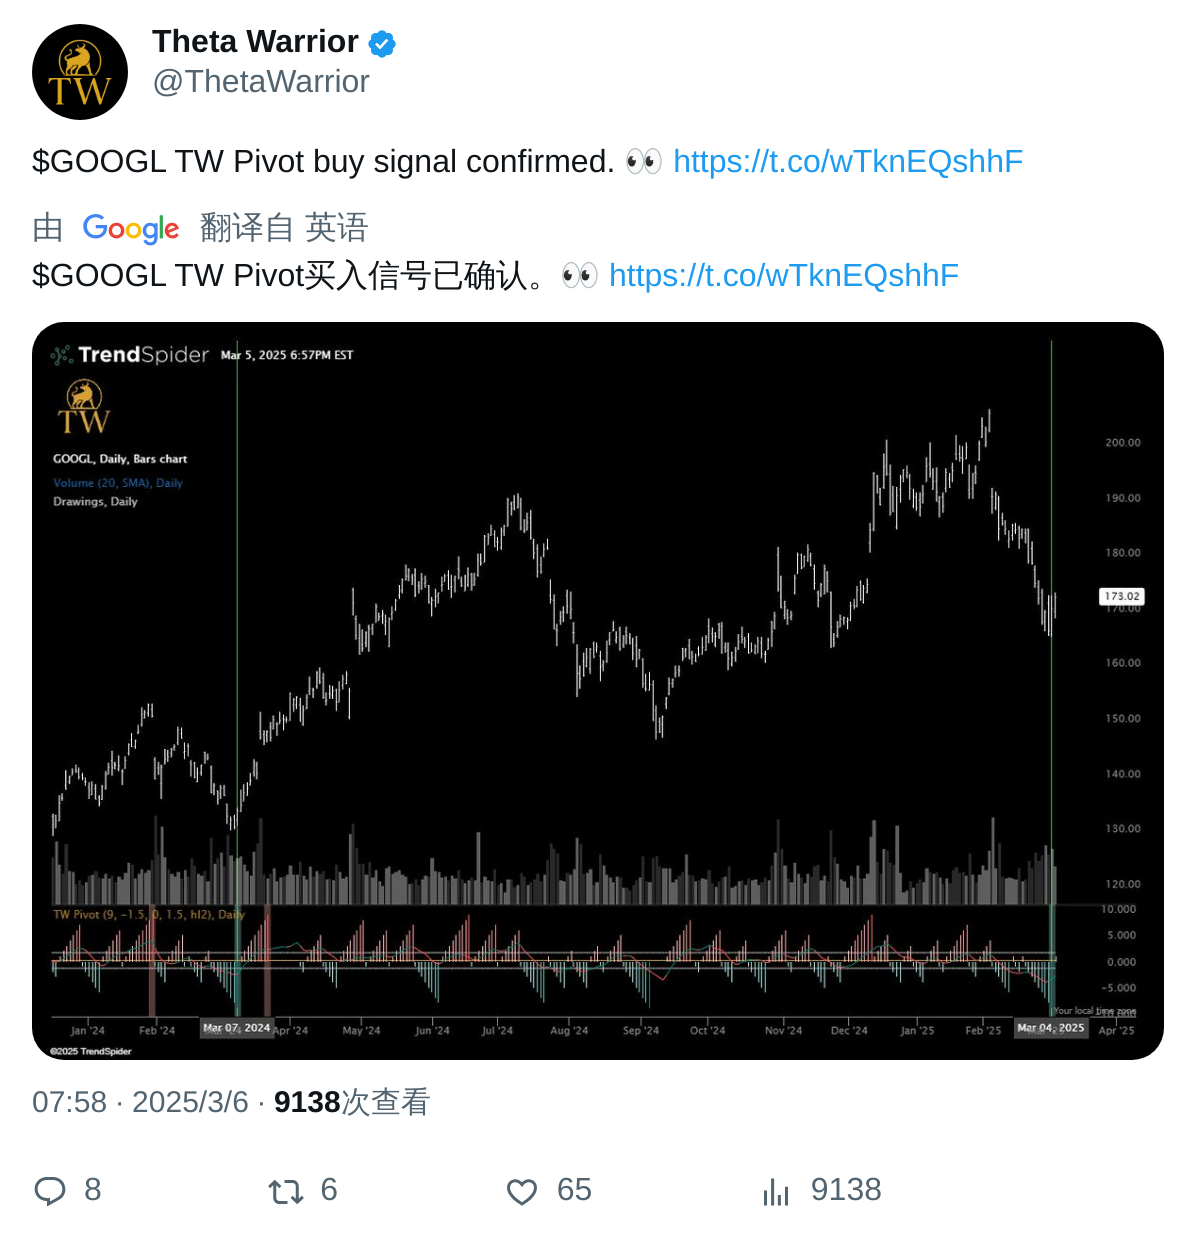 TW
Theta Warrior
@ThetaWarrior
$GOOGL TW Pivot buy signal confirmed. 👀 https://t.co/wTknEQshhF
由 Google 翻译自 英语
$GOOGL TW Pivot买入信号已确认。👀 https://t.co/wTknEQshhF
TrendSpider Mar 5, 2025 6:57PM EST
TW
GOOGL, Daily, Bars chart
Volume (20, SMA), Daily
Drawings, Daily
200.00
190.00
180.00
173.02
170.00
160.00
150.00
140.00
130.00
120.00
TW Pivot (9, -1.5, 0, 1.5, hl2), Daily
10.000
5.000
0.000
-5.000
-10.000
Your local time zone
Jan '24 Feb '24 Mar 07, 2024 Apr '24 May '24 Jun '24 Jul '24 Aug '24 Sep '24 Oct '24 Nov '24 Dec '24 Jan '25 Feb '25 Mar 04, 2025 Apr '25
©2025 TrendSpider
07:58 · 2025/3/6 · 9138次查看
8 6 65 9138